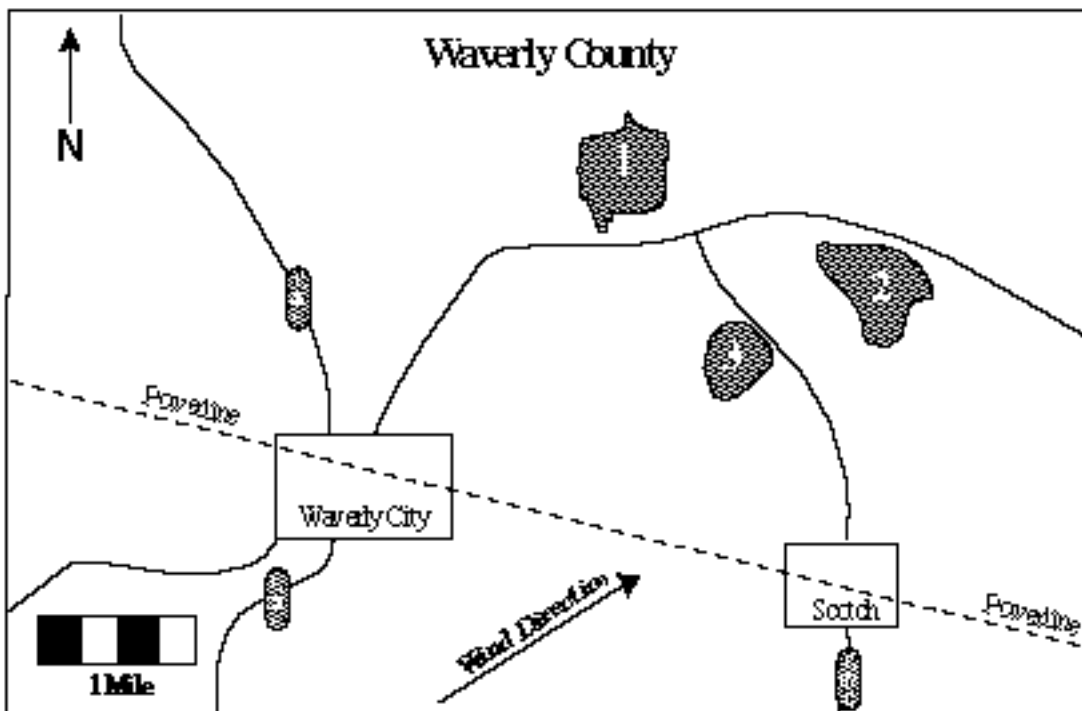 Waverly County
N
1
2
3
Powerline
Waverly City
Wind Direction
Scotch
Powerline
1 Mile